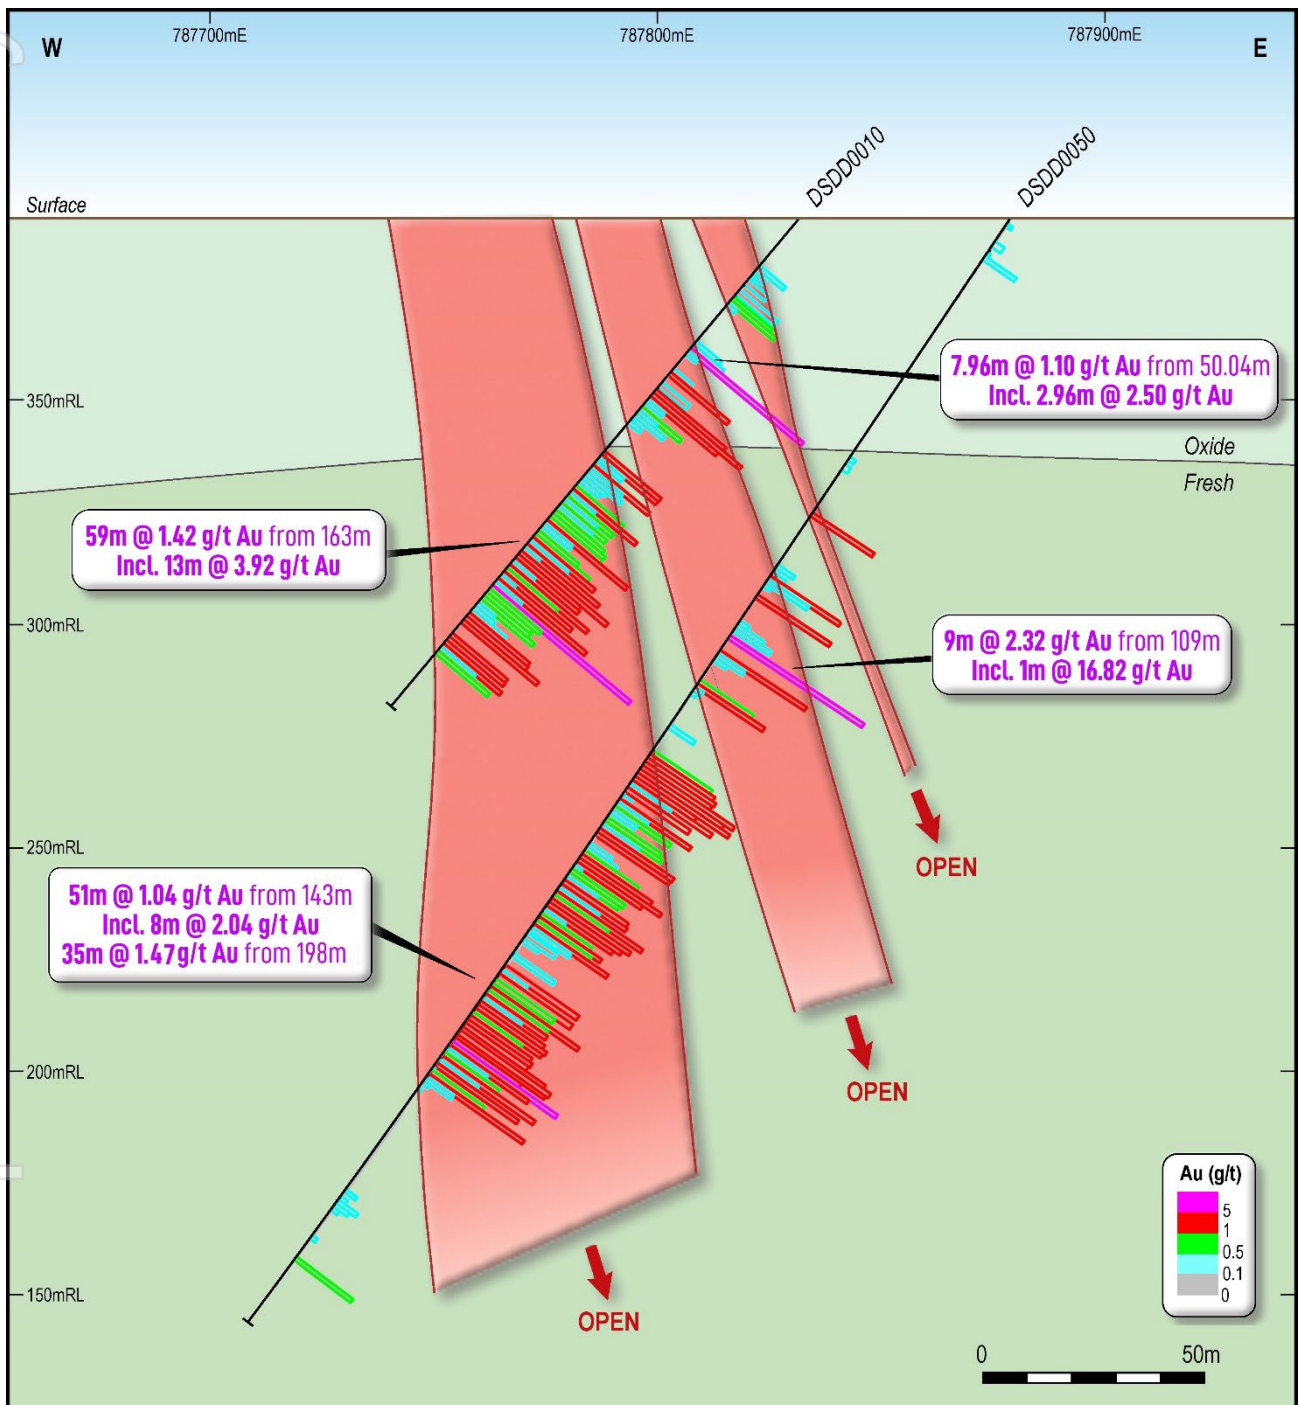 787700mE
787800mE
787900mE
W
E
DSDD0010
DSDD0050
Surface
7.96m @ 1.10 g/t Au from 50.04m
Incl. 2.96m @ 2.50 g/t Au
350mRL
Oxide
Fresh
59m @ 1.42 g/t Au from 163m
Incl. 13m @ 3.92 g/t Au
300mRL
9m @ 2.32 g/t Au from 109m
Incl. 1m @ 16.82 g/t Au
250mRL
OPEN
51m @ 1.04 g/t Au from 143m
Incl. 8m @ 2.04 g/t Au
35m @ 1.47g/t Au from 198m
200mRL
OPEN
Au (g/t)
5
1
0.5
0.1
0
150mRL
OPEN
0
50m